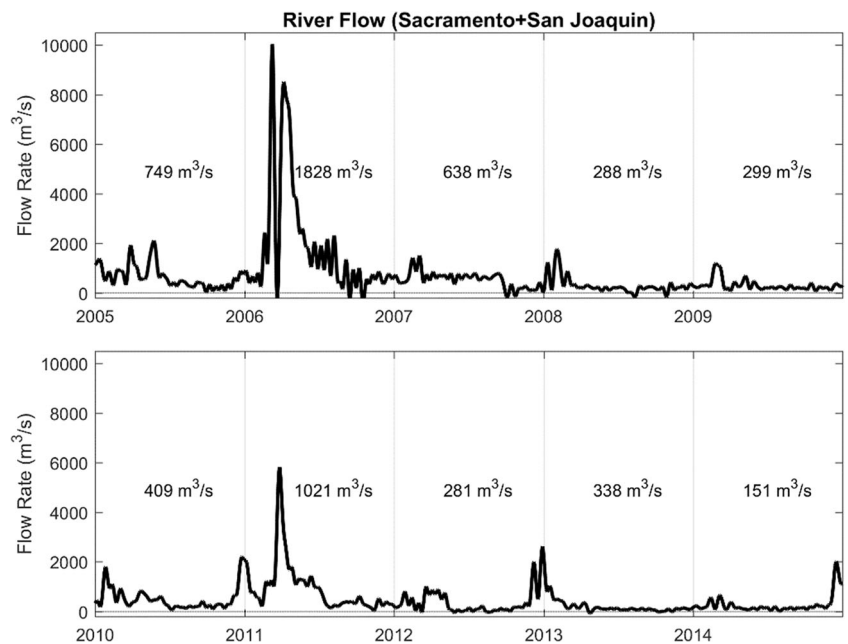 River Flow (Sacramento+San Joaquin)
Flow Rate (m³/s)
10000
8000
6000
4000
2000
0
749 m³/s 1828 m³/s 638 m³/s 288 m³/s 299 m³/s
2005 2006 2007 2008 2009
Flow Rate (m³/s)
10000
8000
6000
4000
2000
0
409 m³/s 1021 m³/s 281 m³/s 338 m³/s 151 m³/s
2010 2011 2012 2013 2014